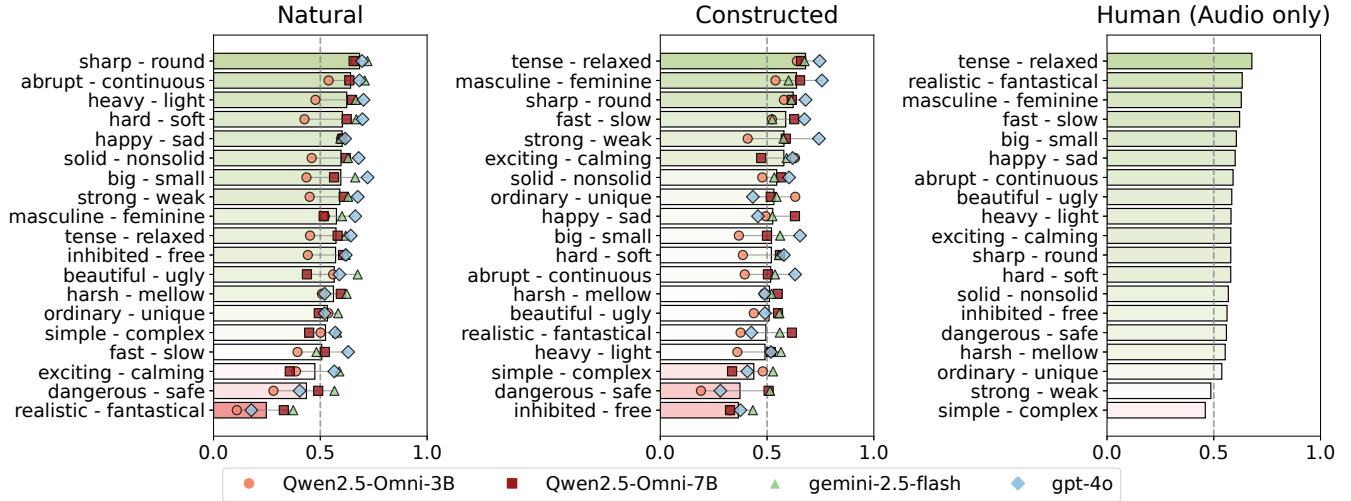 Natural
sharp - round
abrupt - continuous
heavy - light
hard - soft
happy - sad
solid - nonsolid
big - small
strong - weak
masculine - feminine
tense - relaxed
inhibited - free
beautiful - ugly
harsh - mellow
ordinary - unique
simple - complex
fast - slow
exciting - calming
dangerous - safe
realistic - fantastical
0.0 0.5 1.0
Constructed
tense - relaxed
masculine - feminine
sharp - round
fast - slow
strong - weak
exciting - calming
solid - nonsolid
ordinary - unique
happy - sad
big - small
hard - soft
abrupt - continuous
harsh - mellow
beautiful - ugly
realistic - fantastical
heavy - light
simple - complex
dangerous - safe
inhibited - free
0.0 0.5 1.0
Human (Audio only)
tense - relaxed
realistic - fantastical
masculine - feminine
fast - slow
big - small
happy - sad
abrupt - continuous
beautiful - ugly
heavy - light
exciting - calming
sharp - round
hard - soft
solid - nonsolid
inhibited - free
dangerous - safe
harsh - mellow
ordinary - unique
strong - weak
simple - complex
0.0 0.5 1.0
Qwen2.5-Omni-3B Qwen2.5-Omni-7B gemini-2.5-flash gpt-4o